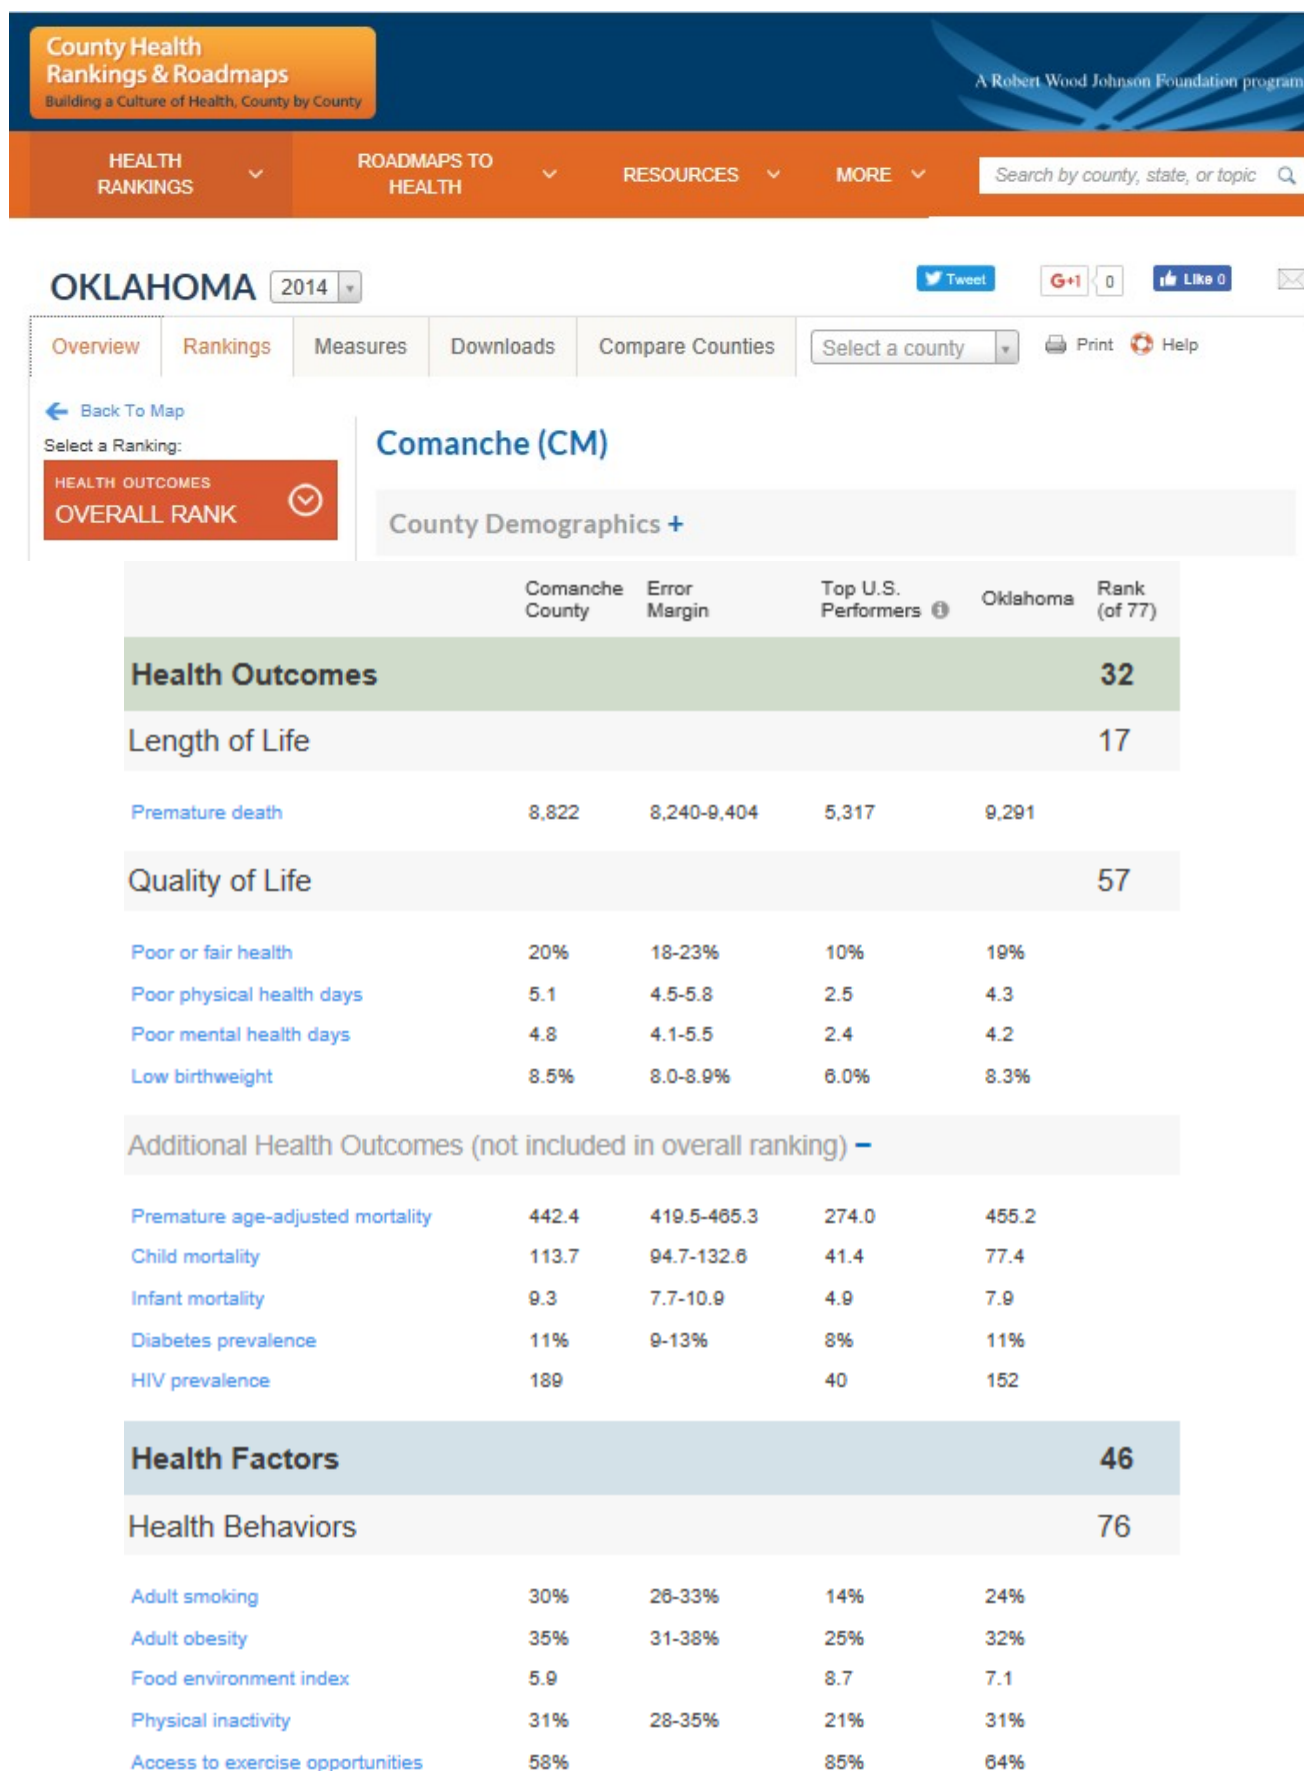 County Health
Rankings & Roadmaps
Building a Culture of Health, County by County
A Robert Wood Johnson Foundation program
HEALTH RANKINGS
ROADMAPS TO HEALTH
RESOURCES
MORE
Search by county, state, or topic
OKLAHOMA 2014
Tweet
G+1 0
Like 0
Overview Rankings Measures Downloads Compare Counties Select a county Print Help
Back To Map
Select a Ranking:
HEALTH OUTCOMES
OVERALL RANK
Comanche (CM)
County Demographics +
Comanche County Error Margin Top U.S. Performers Oklahoma Rank (of 77)
Health Outcomes 32
Length of Life 17
Premature death 8,822 8,240-9,404 5,317 9,291
Quality of Life 57
Poor or fair health 20% 18-23% 10% 19%
Poor physical health days 5.1 4.5-5.8 2.5 4.3
Poor mental health days 4.8 4.1-5.5 2.4 4.2
Low birthweight 8.5% 8.0-8.9% 6.0% 8.3%
Additional Health Outcomes (not included in overall ranking) −
Premature age-adjusted mortality 442.4 419.5-465.3 274.0 455.2
Child mortality 113.7 94.7-132.6 41.4 77.4
Infant mortality 9.3 7.7-10.9 4.9 7.9
Diabetes prevalence 11% 9-13% 8% 11%
HIV prevalence 189 40 152
Health Factors 46
Health Behaviors 76
Adult smoking 30% 26-33% 14% 24%
Adult obesity 35% 31-38% 25% 32%
Food environment index 5.9 8.7 7.1
Physical inactivity 31% 28-35% 21% 31%
Access to exercise opportunities 58% 85% 64%